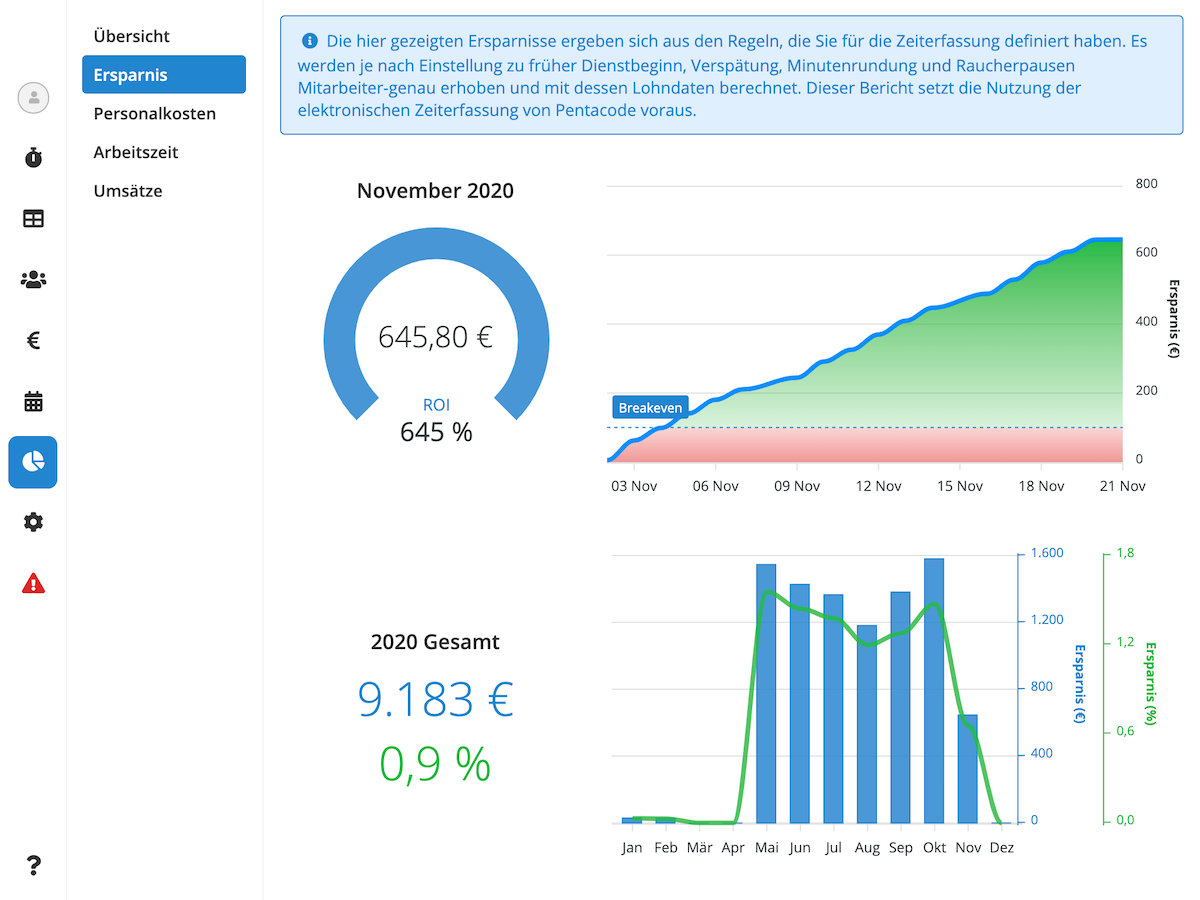 Übersicht
Ersparnis
Personalkosten
Arbeitszeit
Umsätze
Die hier gezeigten Ersparnisse ergeben sich aus den Regeln, die Sie für die Zeiterfassung definiert haben. Es
werden je nach Einstellung zu früher Dienstbeginn, Verspätung, Minutenrundung und Raucherpausen
Mitarbeiter-genau erhoben und mit dessen Lohndaten berechnet. Dieser Bericht setzt die Nutzung der
elektronischen Zeiterfassung von Pentacode voraus.
November 2020
645,80 €
ROI
645 %
800
600
400
200
0
Ersparnis (€)
Breakeven
03 Nov 06 Nov 09 Nov 12 Nov 15 Nov 18 Nov 21 Nov
2020 Gesamt
9.183 €
0,9 %
1.600
1.200
800
400
0
Ersparnis (€)
1,8
1,2
0,6
0,0
Ersparnis (%)
Jan Feb Mär Apr Mai Jun Jul Aug Sep Okt Nov Dez
€
?